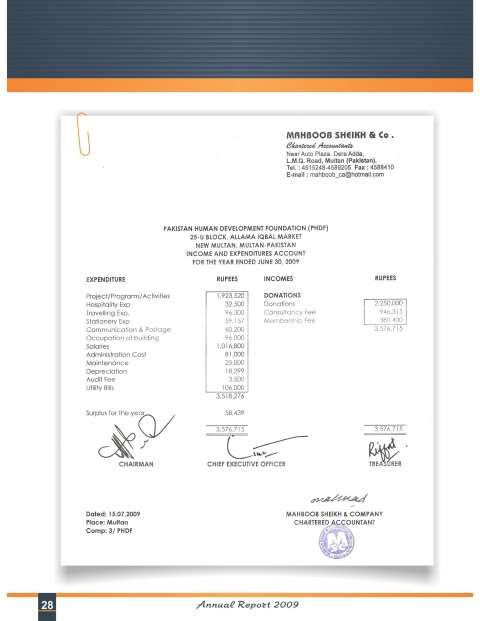 MAHBOOB SHEIKH & Co .
Chartered Accountants
Near Auto Plaza, Dera Adda,
L.M.Q. Road, Multan (Pakistan).
Tel. : 4515248-4589205 Fax : 4588410
E-mail : mahboob_ca@hotmail.com
PAKISTAN HUMAN DEVELOPMENT FOUNDATION (PHDF)
25-U BLOCK, ALLAMA IQBAL MARKET
NEW MULTAN, MULTAN-PAKISTAN
INCOME AND EXPENDITURES ACCOUNT
FOR THE YEAR ENDED JUNE 30, 2009
EXPENDITURE RUPEES INCOMES RUPEES
Project/Programs/Activities 1,923,520 DONATIONS
Hospitality Exp 32,500 Donations 2,250,000
Travelling Exp. 96,300 Consultancy Fee 946,315
Stationery Exp 59,157 Membership Fee 380,400
Communication & Postage 60,200 3,576,715
Occupation of building 96,000
Salaries 1,016,800
Administration Cost 81,000
Maintenance 25,000
Depreciation 18,299
Audit Fee 3,500
Utility Bills 106,000
3,518,276
Surplus for the year 58,439
3,576,715 3,576,715
CHAIRMAN CHIEF EXECUTIVE OFFICER TREASURER
Dated: 15.07.2009 MAHBOOB SHEIKH & COMPANY
Place: Multan CHARTERED ACCOUNTANT
Comp: 3/ PHDF
28 Annual Report 2009